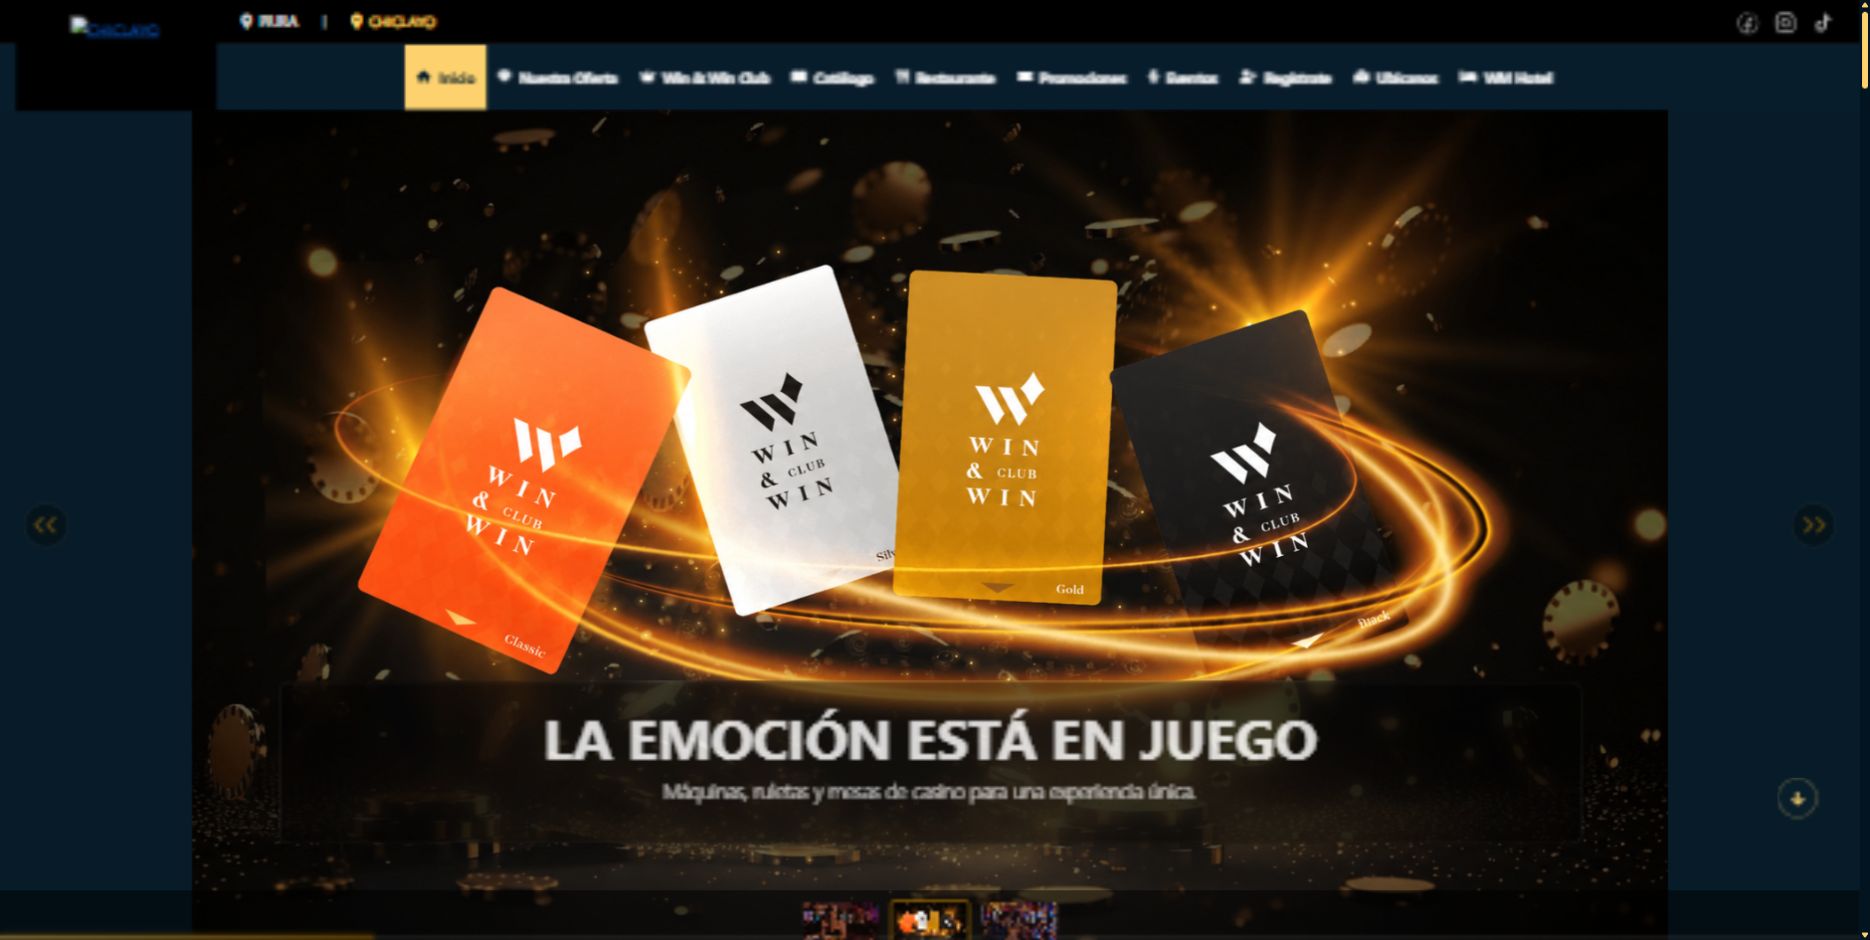 CHICLAYO
PIURA | CHICLAYO
Inicio Nuestra Oferta Win & Win Club Catálogo Restaurante Promociones Eventos Regístrate Ubícanos WM Hotel
WIN
& CLUB
WIN
Classic
WIN
& CLUB
WIN
WIN
& CLUB
WIN
Gold
WIN
& CLUB
WIN
Black
LA EMOCIÓN ESTÁ EN JUEGO
Máquinas, ruletas y mesas de casino para una experiencia única.